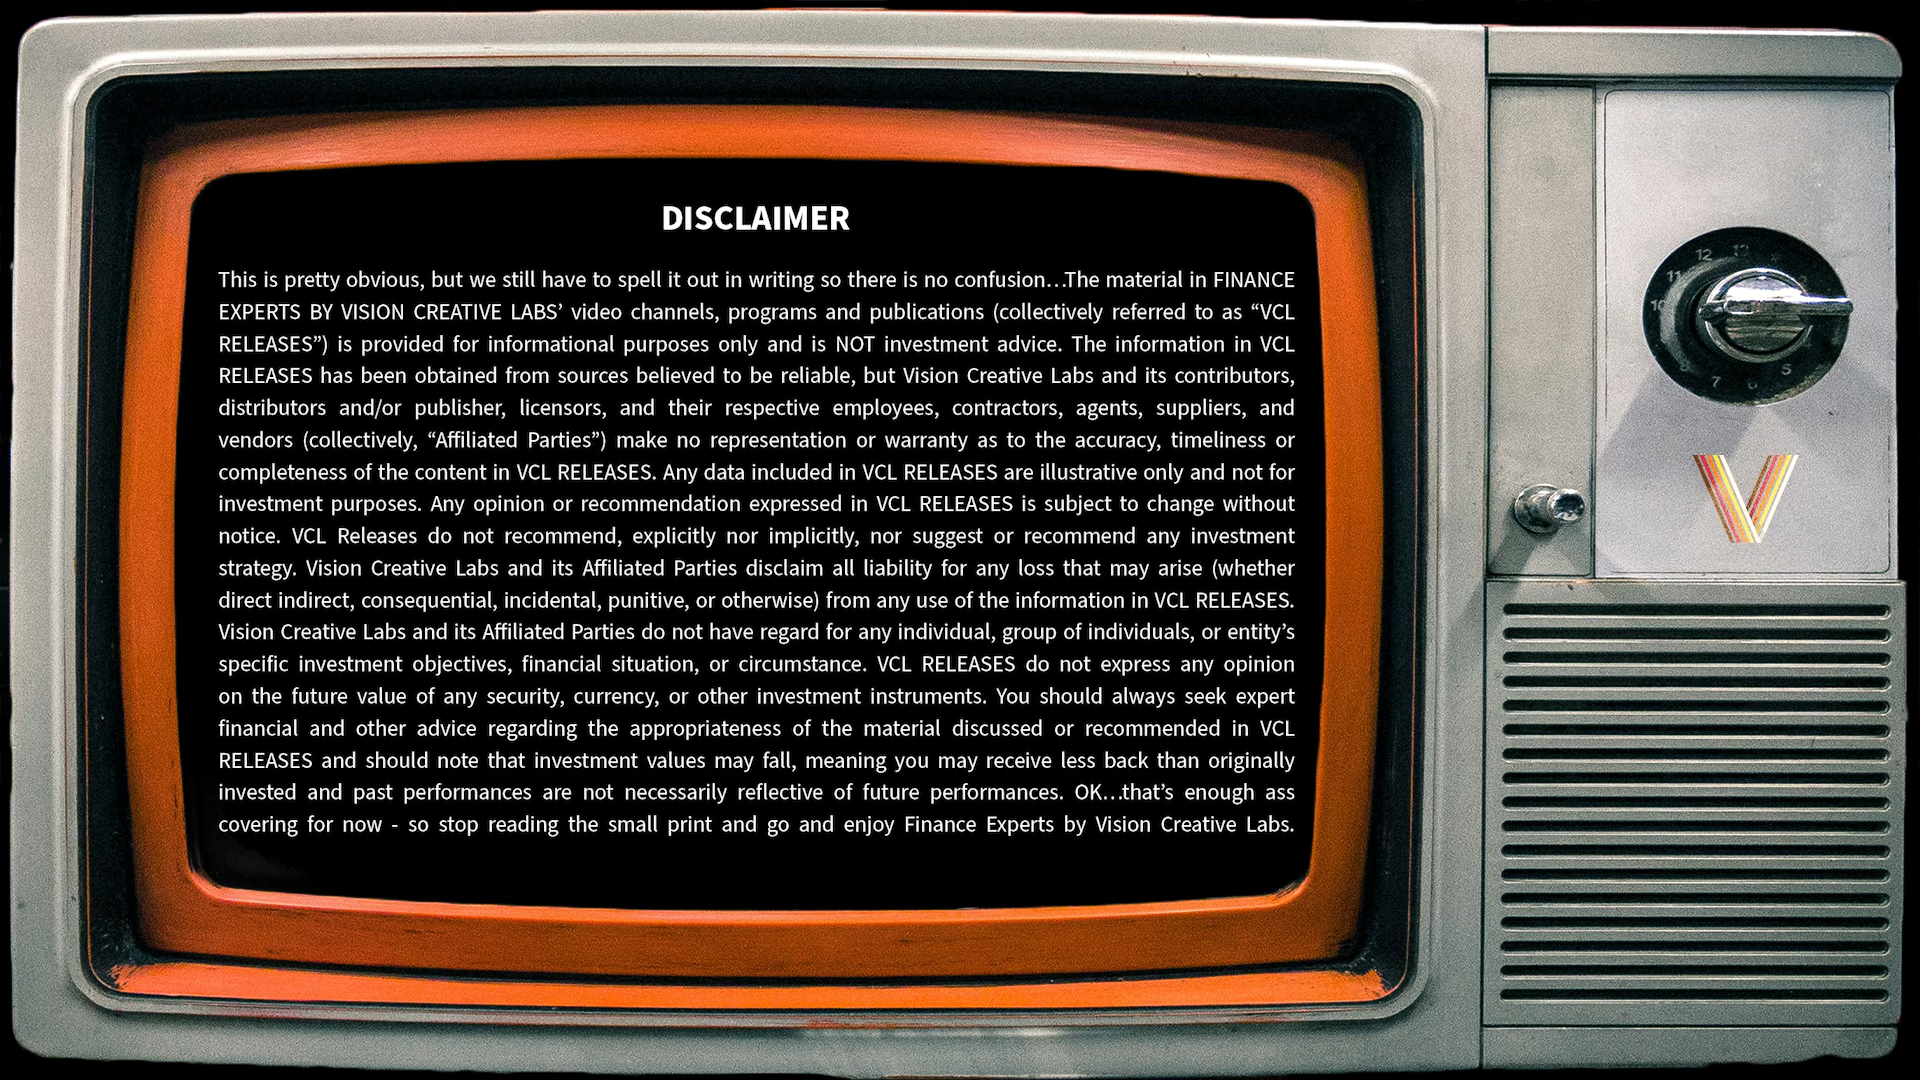 DISCLAIMER
This is pretty obvious, but we still have to spell it out in writing so there is no confusion…The material in FINANCE
EXPERTS BY VISION CREATIVE LABS’ video channels, programs and publications (collectively referred to as “VCL
RELEASES”) is provided for informational purposes only and is NOT investment advice. The information in VCL
RELEASES has been obtained from sources believed to be reliable, but Vision Creative Labs and its contributors,
distributors and/or publisher, licensors, and their respective employees, contractors, agents, suppliers, and
vendors (collectively, “Affiliated Parties”) make no representation or warranty as to the accuracy, timeliness or
completeness of the content in VCL RELEASES. Any data included in VCL RELEASES are illustrative only and not for
investment purposes. Any opinion or recommendation expressed in VCL RELEASES is subject to change without
notice. VCL Releases do not recommend, explicitly nor implicitly, nor suggest or recommend any investment
strategy. Vision Creative Labs and its Affiliated Parties disclaim all liability for any loss that may arise (whether
direct indirect, consequential, incidental, punitive, or otherwise) from any use of the information in VCL RELEASES.
Vision Creative Labs and its Affiliated Parties do not have regard for any individual, group of individuals, or entity’s
specific investment objectives, financial situation, or circumstance. VCL RELEASES do not express any opinion
on the future value of any security, currency, or other investment instruments. You should always seek expert
financial and other advice regarding the appropriateness of the material discussed or recommended in VCL
RELEASES and should note that investment values may fall, meaning you may receive less back than originally
invested and past performances are not necessarily reflective of future performances. OK…that’s enough ass
covering for now - so stop reading the small print and go and enjoy Finance Experts by Vision Creative Labs.
12
13
11
10
7
6
5
V